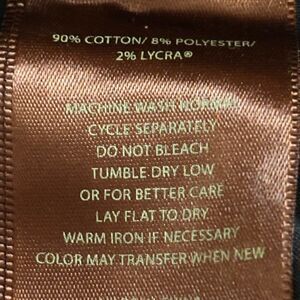 90% COTTON/ 8% POLYESTER/
2% LYCRA®
MACHINE WASH NORMAL
CYCLE SEPARATELY
DO NOT BLEACH
TUMBLE DRY LOW
OR FOR BETTER CARE
LAY FLAT TO DRY
WARM IRON IF NECESSARY
COLOR MAY TRANSFER WHEN NEW